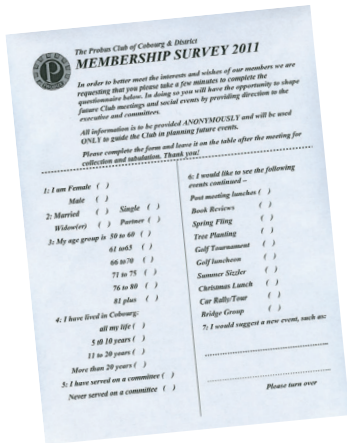 The Probus Club of Cobourg & District
MEMBERSHIP SURVEY 2011
In order to better meet the interests and wishes of our members we are
requesting that you please take a few minutes to complete the
questionnaire below. In doing so you will have the opportunity to shape
future Club meetings and social events by providing direction to the
executive and committees.
All information is to be provided ANONYMOUSLY and will be used
ONLY to guide the Club in planning future events.
Please complete the form and leave it on the table after the meeting for
collection and tabulation. Thank you!
1: I am Female ( )
Male ( )
2: Married ( ) Single ( )
Widow(er) ( ) Partner ( )
3: My age group is 50 to 60 ( )
61 to65 ( )
66 to70 ( )
71 to 75 ( )
76 to 80 ( )
81 plus ( )
4: I have lived in Cobourg:
all my life ( )
5 t0 10 years ( )
11 to 20 years ( )
More than 20 years ( )
5: I have served on a committee ( )
Never served on a committee ( )
6: I would like to see the following
events continued –
Post meeting lunches ( )
Book Reviews ( )
Spring Fling ( )
Tree Planting ( )
Golf Tournament ( )
Golf luncheon ( )
Summer Sizzler ( )
Christmas Lunch ( )
Car Rally/Tour ( )
Bridge Group ( )
7: I would suggest a new event, such as:
Please turn over